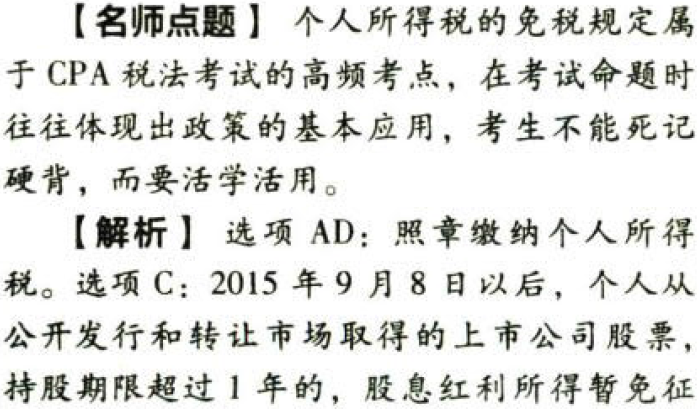 【名师点题】 个人所得税的免税规定属
于 CPA 税法考试的高频考点，在考试命题时
往往体现出政策的基本应用，考生不能死记
硬背，而要活学活用。
【解析】 选项 AD：照章缴纳个人所得
税。选项 C：2015 年 9 月 8 日以后，个人从
公开发行和转让市场取得的上市公司股票，
持股期限超过 1 年的，股息红利所得暂免征